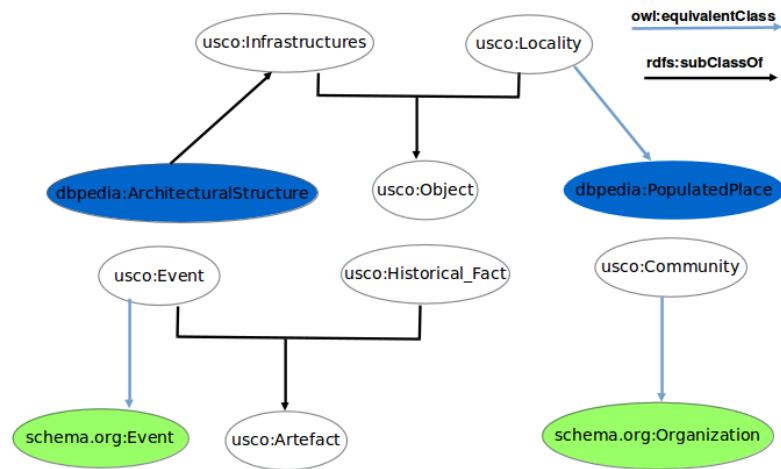 owl:equivalentClass
usco:Infrastructures
usco:Locality
rdfs:subClassOf
dbpedia:ArchitecturalStructure
usco:Object
dbpedia:PopulatedPlace
usco:Event
usco:Historical_Fact
usco:Community
schema.org:Event
usco:Artefact
schema.org:Organization